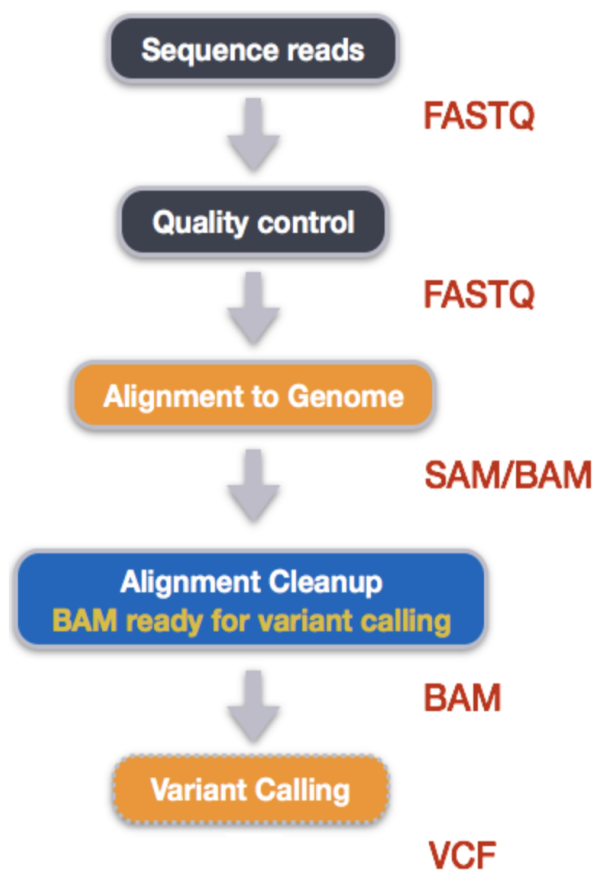 Sequence reads
FASTQ
Quality control
FASTQ
Alignment to Genome
SAM/BAM
Alignment Cleanup
BAM ready for variant calling
BAM
Variant Calling
VCF